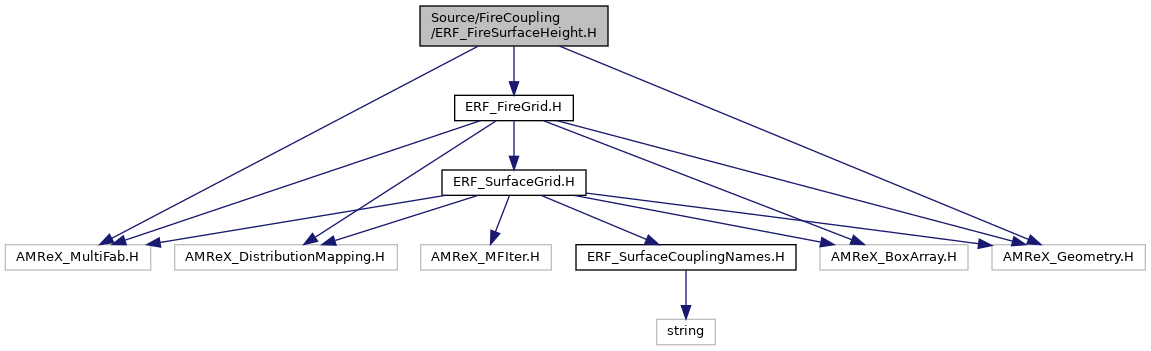 Source/FireCoupling
/ERF_FireSurfaceHeight.H
ERF_FireGrid.H
ERF_SurfaceGrid.H
AMReX_MultiFab.H
AMReX_DistributionMapping.H
AMReX_MFIter.H
ERF_SurfaceCouplingNames.H
AMReX_BoxArray.H
AMReX_Geometry.H
string